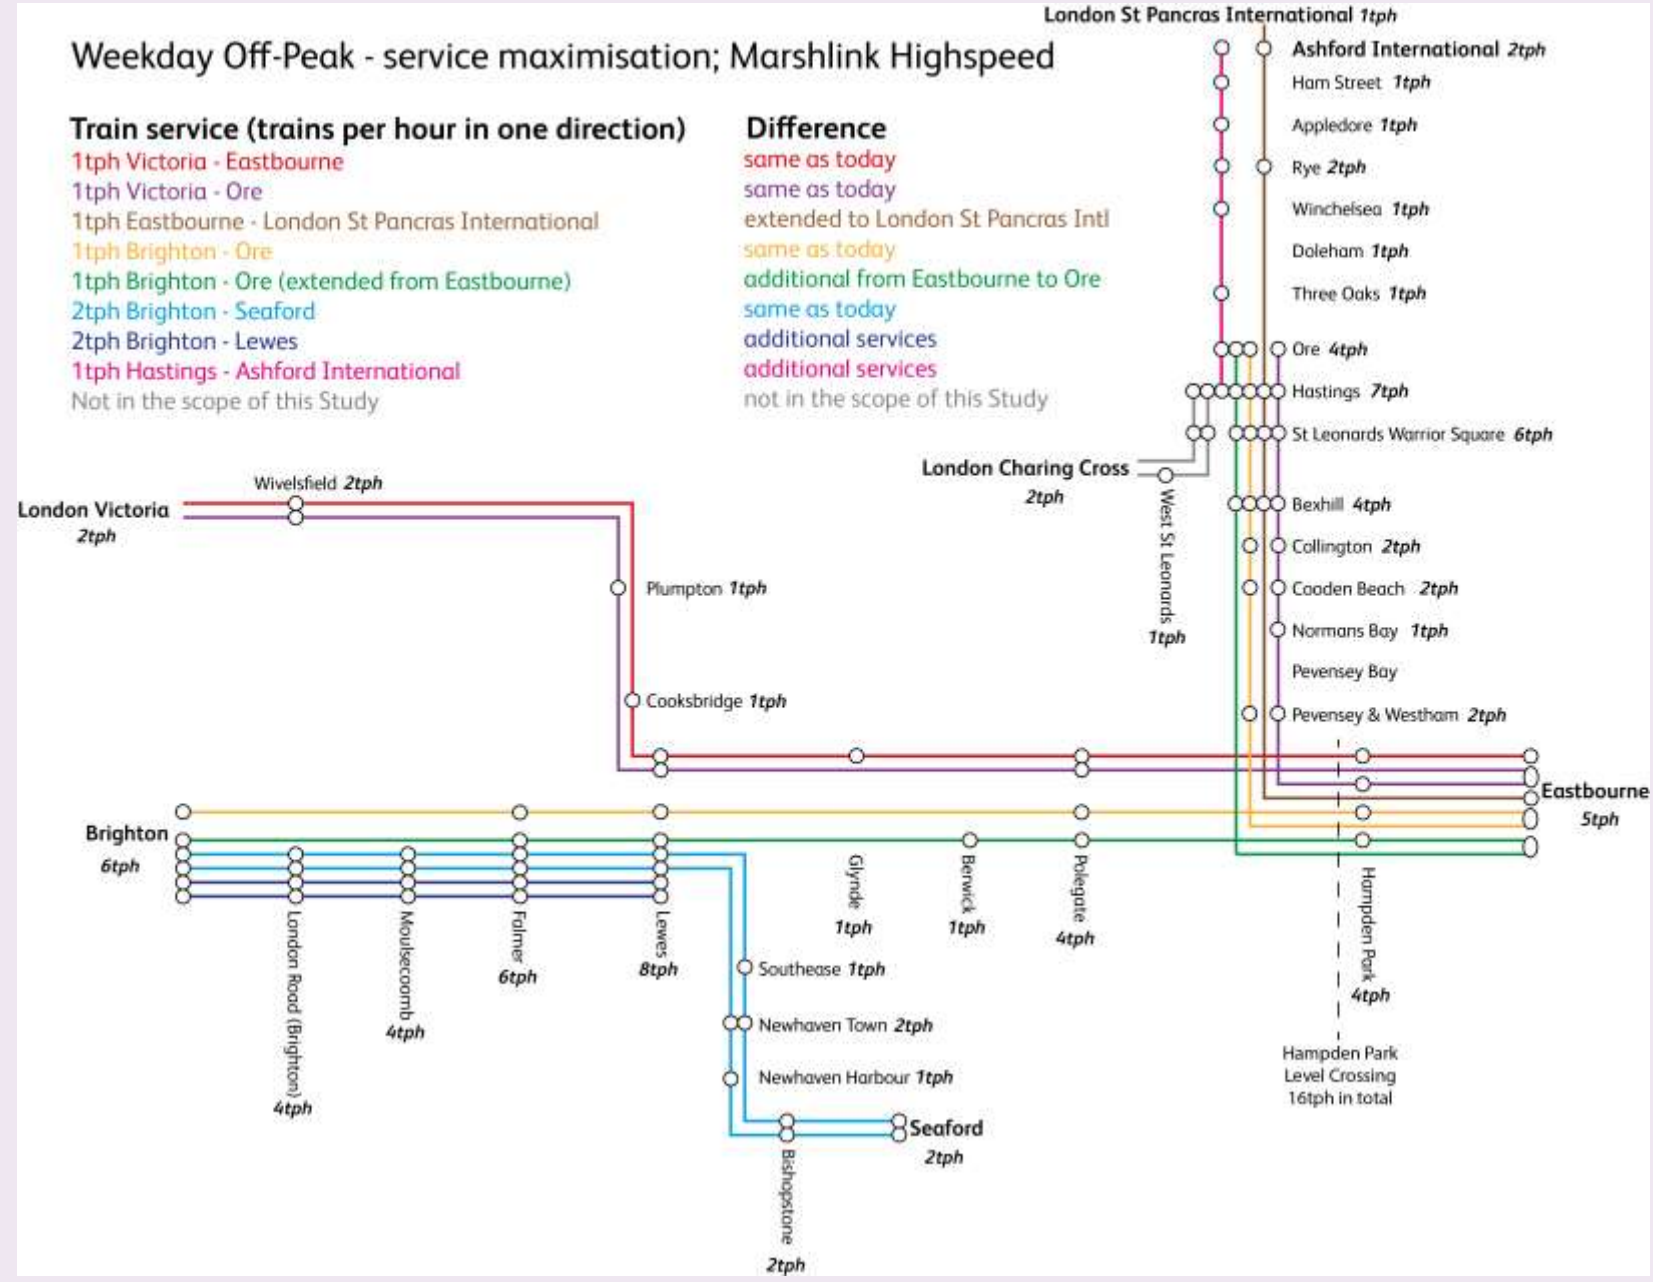 London St Pancras International 1tph
Weekday Off-Peak - service maximisation; Marshlink Highspeed
Train service (trains per hour in one direction)
1tph Victoria - Eastbourne
1tph Victoria - Ore
1tph Eastbourne - London St Pancras International
1tph Brighton - Ore
1tph Brighton - Ore (extended from Eastbourne)
2tph Brighton - Seaford
2tph Brighton - Lewes
1tph Hastings - Ashford International
Not in the scope of this Study
Difference
same as today
same as today
extended to London St Pancras Intl
same as today
additional from Eastbourne to Ore
same as today
additional services
additional services
not in the scope of this Study
Ashford International 2tph
Ham Street 1tph
Appledore 1tph
Rye 2tph
Winchelsea 1tph
Doleham 1tph
Three Oaks 1tph
Ore 4tph
Hastings 7tph
St Leonards Warrior Square 6tph
London Charing Cross
2tph
West St Leonards
1tph
Bexhill 4tph
Collington 2tph
Cooden Beach 2tph
Normans Bay 1tph
Pevensey Bay
Pevensey & Westham 2tph
Wivelsfield 2tph
London Victoria
2tph
Plumpton 1tph
Cooksbridge 1tph
Eastbourne
5tph
Brighton
6tph
London Road (Brighton)
4tph
Moulsecoomb
4tph
Falmer
6tph
Lewes
8tph
Glynde
1tph
Berwick
1tph
Polegate
4tph
Hampden Park
4tph
Hampden Park
Level Crossing
16tph in total
Southease 1tph
Newhaven Town 2tph
Newhaven Harbour 1tph
Seaford
2tph
Bishopstone
2tph